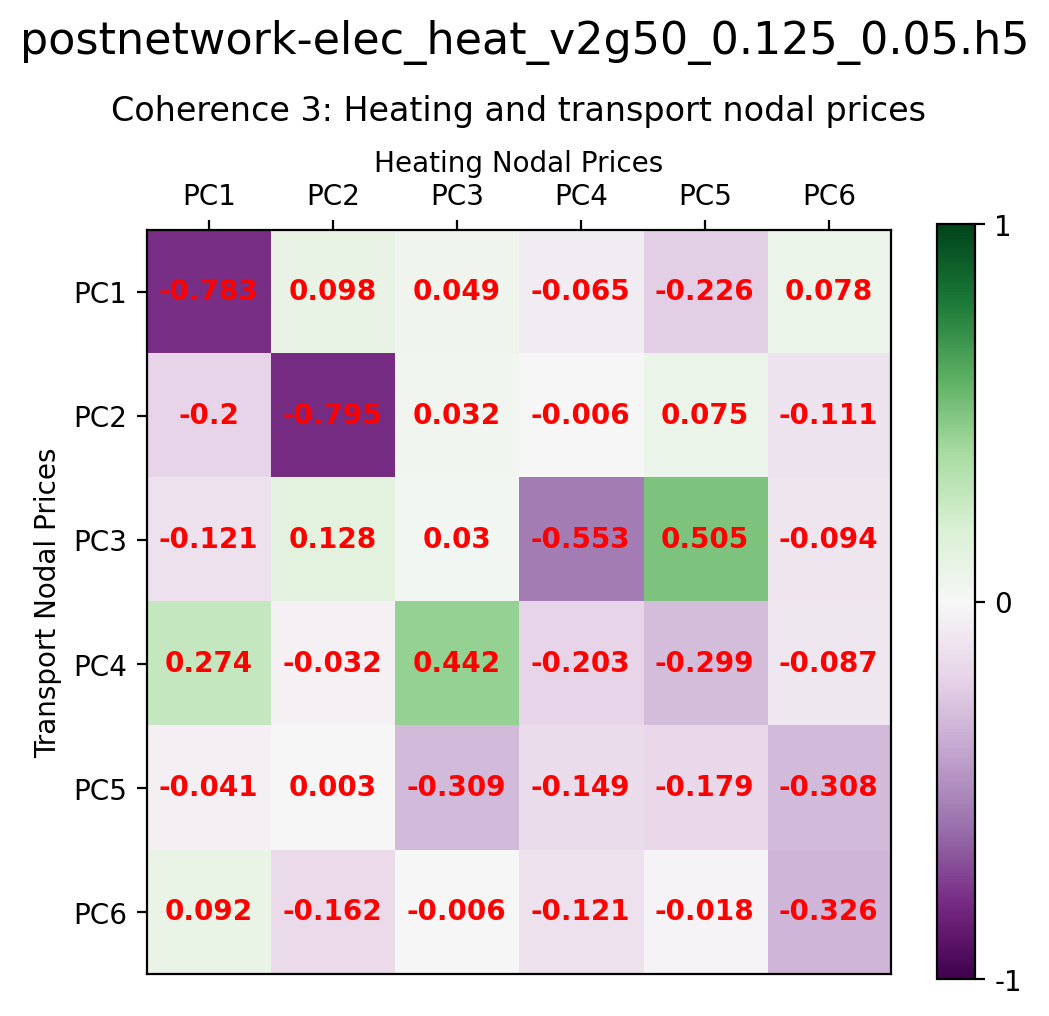 postnetwork-elec_heat_v2g50_0.125_0.05.h5
Coherence 3: Heating and transport nodal prices
Heating Nodal Prices
PC1 PC2 PC3 PC4 PC5 PC6
1
PC1 -0.783 0.098 0.049 -0.065 -0.226 0.078
PC2 -0.2 -0.795 0.032 -0.006 0.075 -0.111
PC3 -0.121 0.128 0.03 -0.553 0.505 -0.094
0
Transport Nodal Prices
PC4 0.274 -0.032 0.442 -0.203 -0.299 -0.087
PC5 -0.041 0.003 -0.309 -0.149 -0.179 -0.308
PC6 0.092 -0.162 -0.006 -0.121 -0.018 -0.326
-1